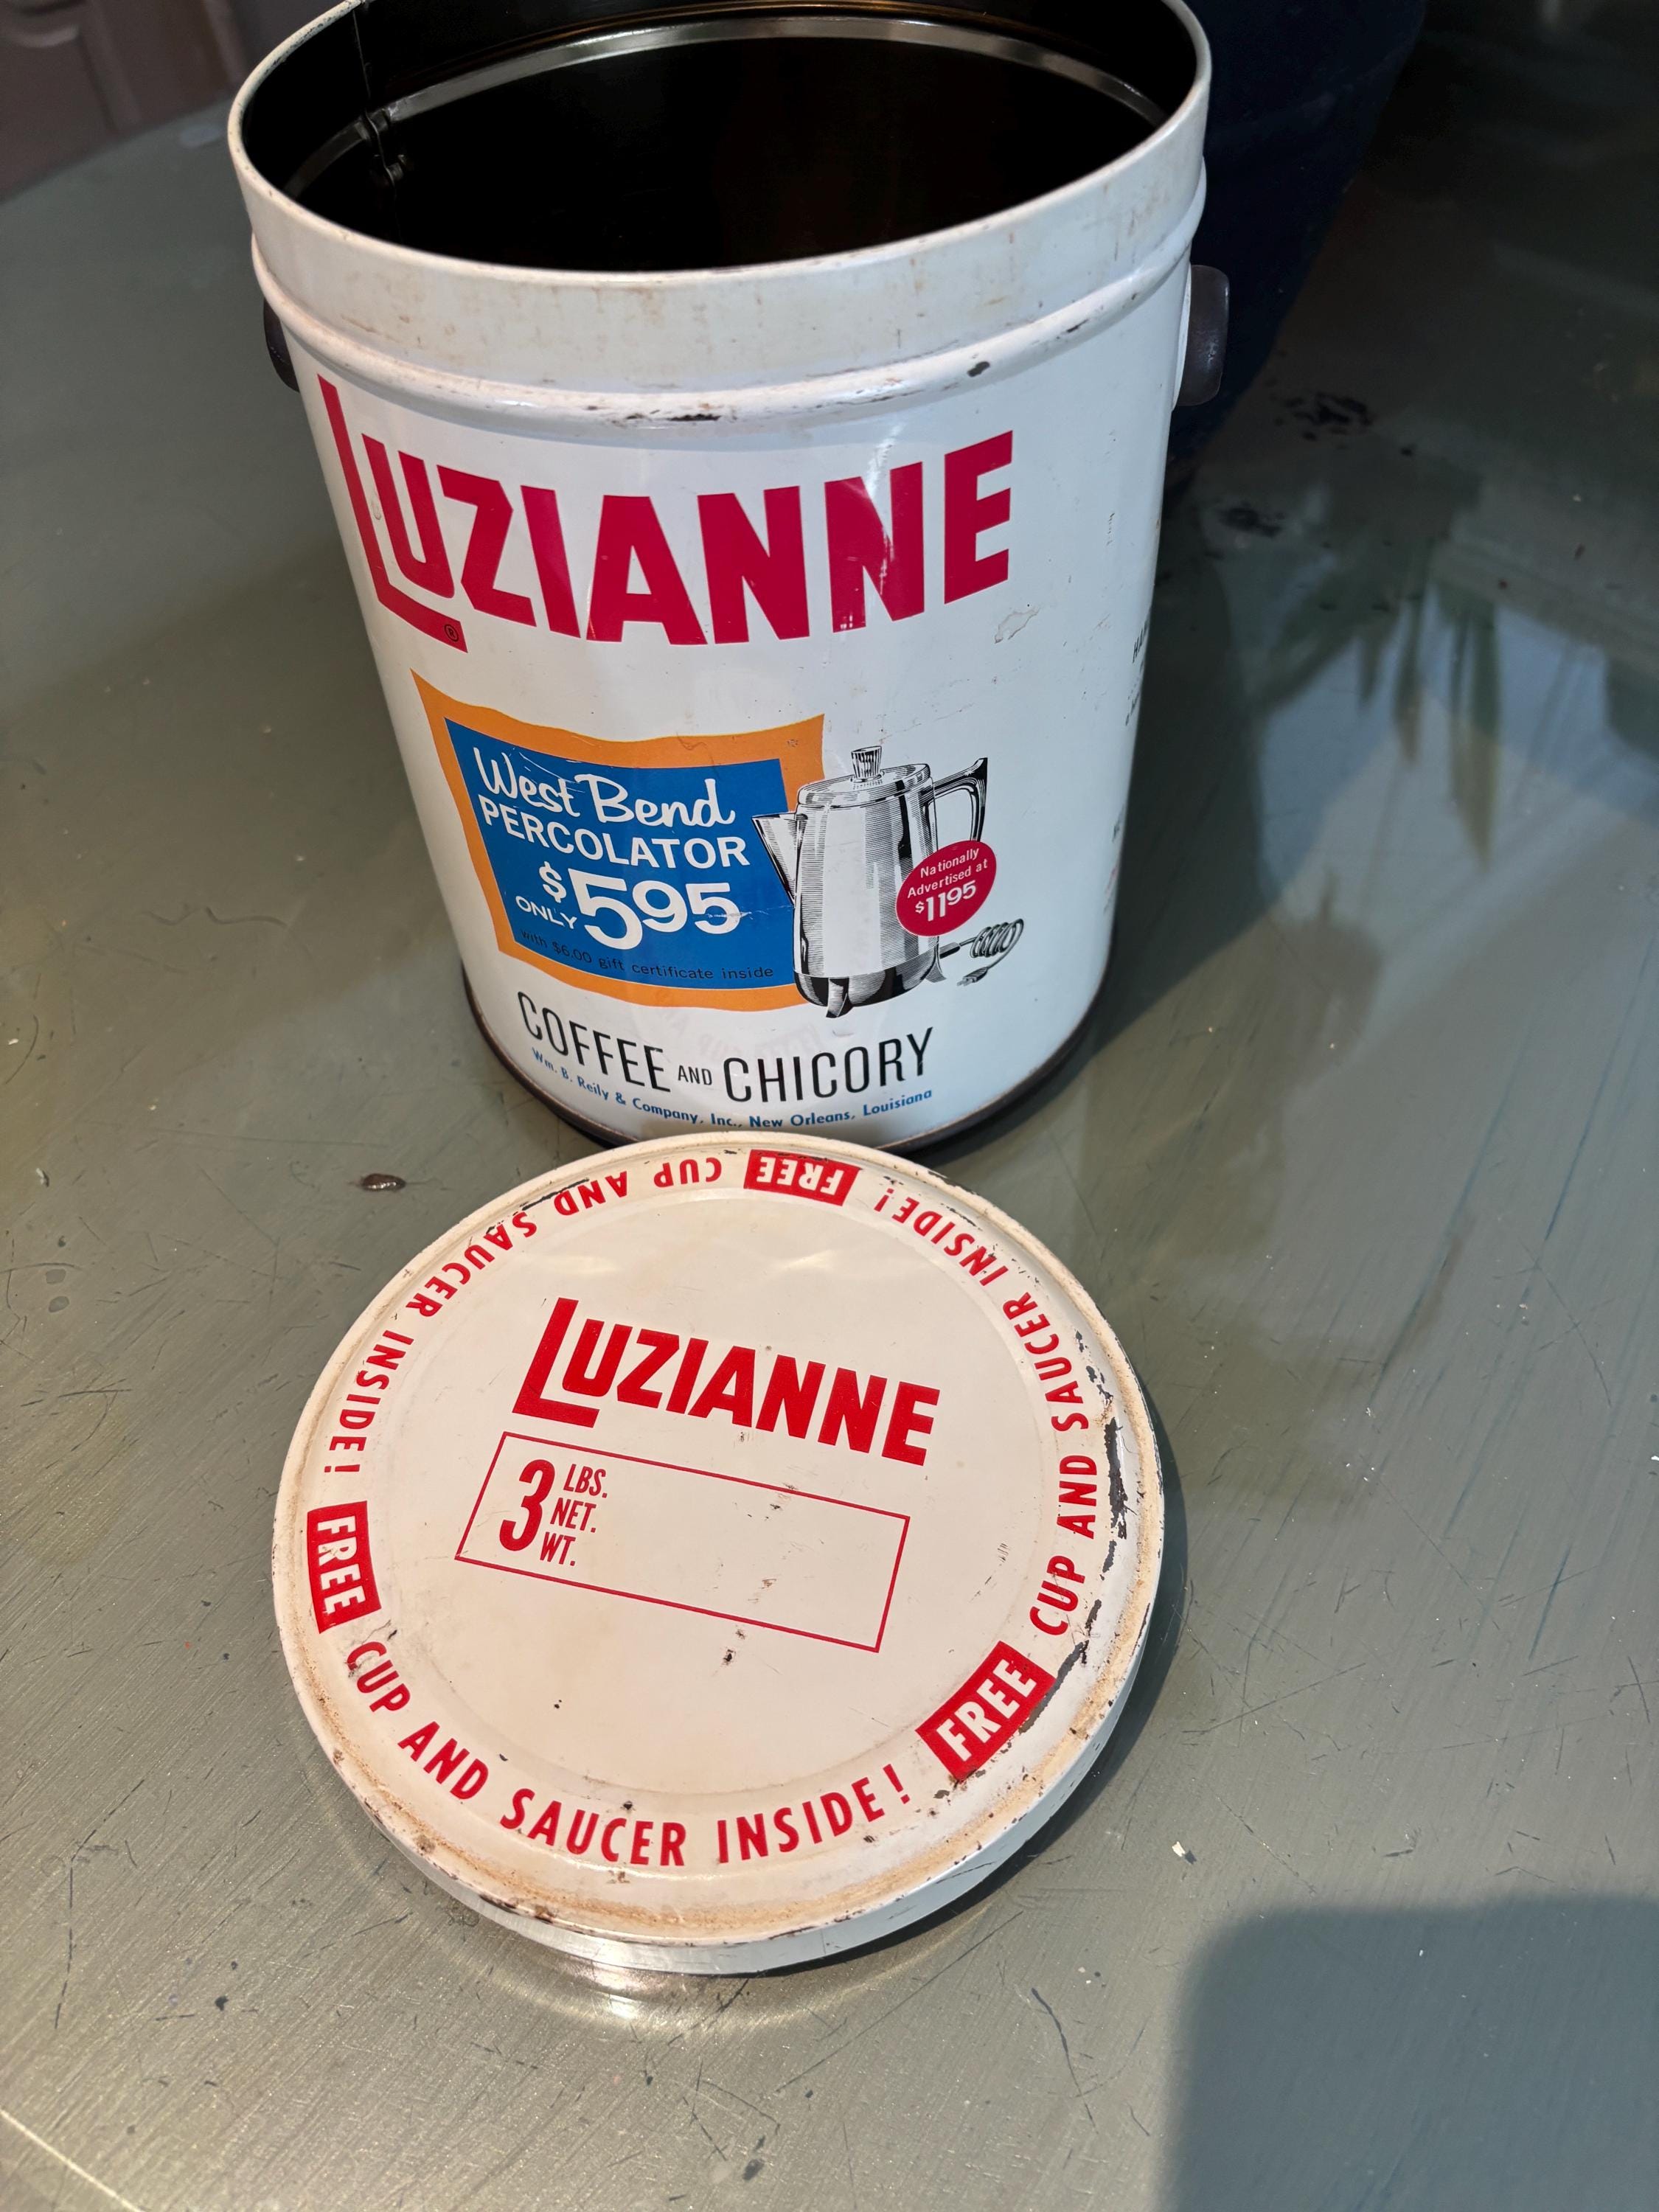 LUZIANNE
®
West Bend
PERCOLATOR
ONLY $5.95
with $6.00 gift certificate inside
Nationally
Advertised at
$11.95
COFFEE AND CHICORY
Wm. B. Reily & Company, Inc., New Orleans, Louisiana
FREE CUP AND SAUCER INSIDE!
FREE CUP AND SAUCER INSIDE!
FREE CUP AND SAUCER INSIDE!
LUZIANNE
3 LBS.
NET.
WT.